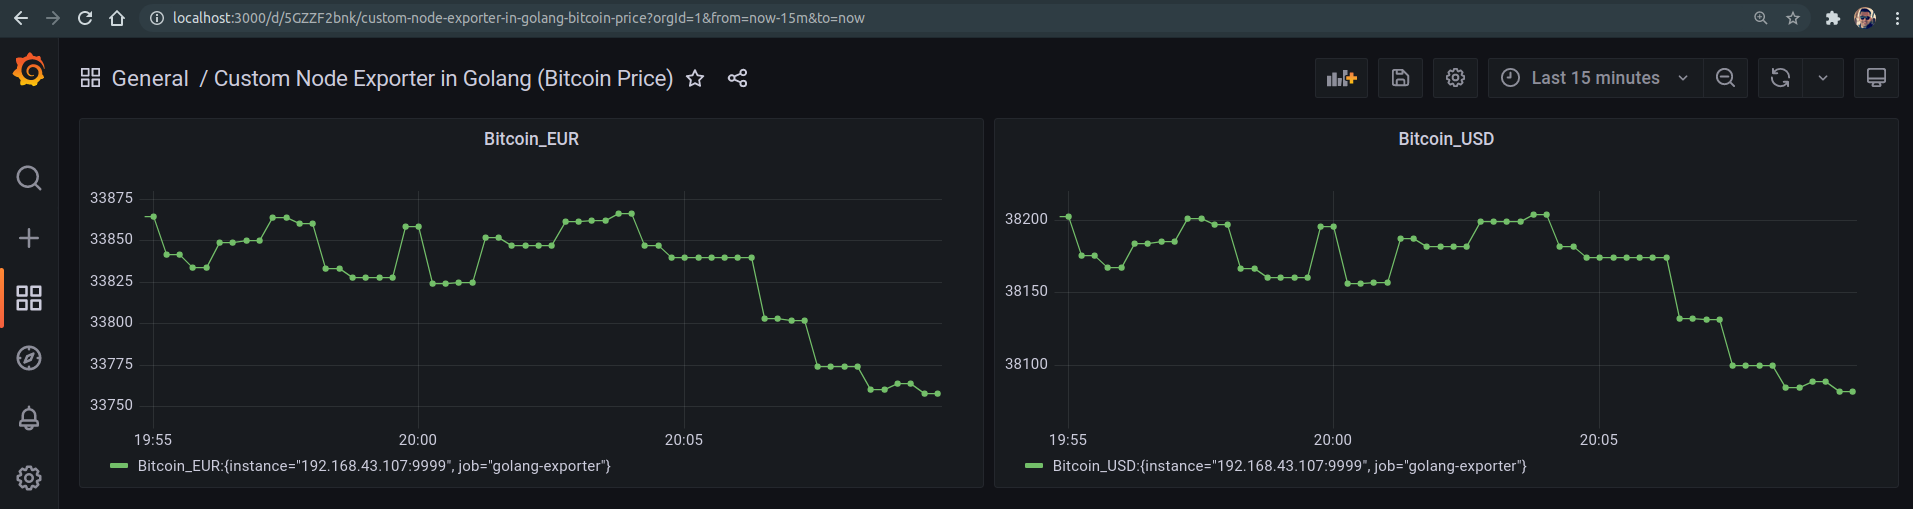 localhost:3000/d/5GZZF2bnk/custom-node-exporter-in-golang-bitcoin-price?orgId=1&from=now-15m&to=now
General / Custom Node Exporter in Golang (Bitcoin Price)
Last 15 minutes
Bitcoin_EUR
33875
33850
33825
33800
33775
33750
19:55 20:00 20:05
Bitcoin_EUR:{instance="192.168.43.107:9999", job="golang-exporter"}
Bitcoin_USD
38200
38150
38100
19:55 20:00 20:05
Bitcoin_USD:{instance="192.168.43.107:9999", job="golang-exporter"}